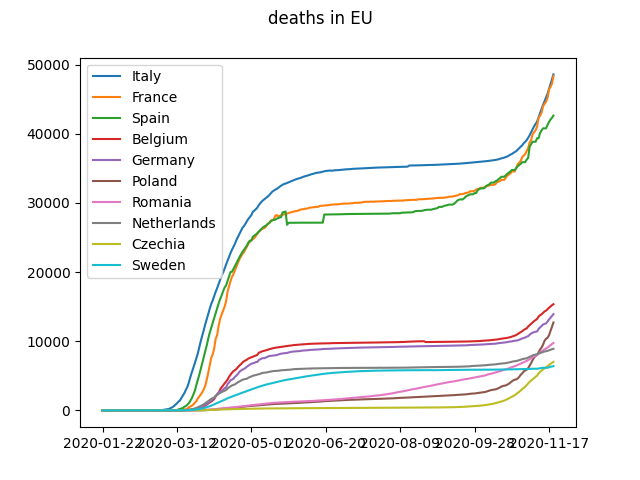 deaths in EU
50000
40000
30000
20000
10000
0
Italy
France
Spain
Belgium
Germany
Poland
Romania
Netherlands
Czechia
Sweden
2020-01-22 2020-03-12 2020-05-01 2020-06-20 2020-08-09 2020-09-28 2020-11-17